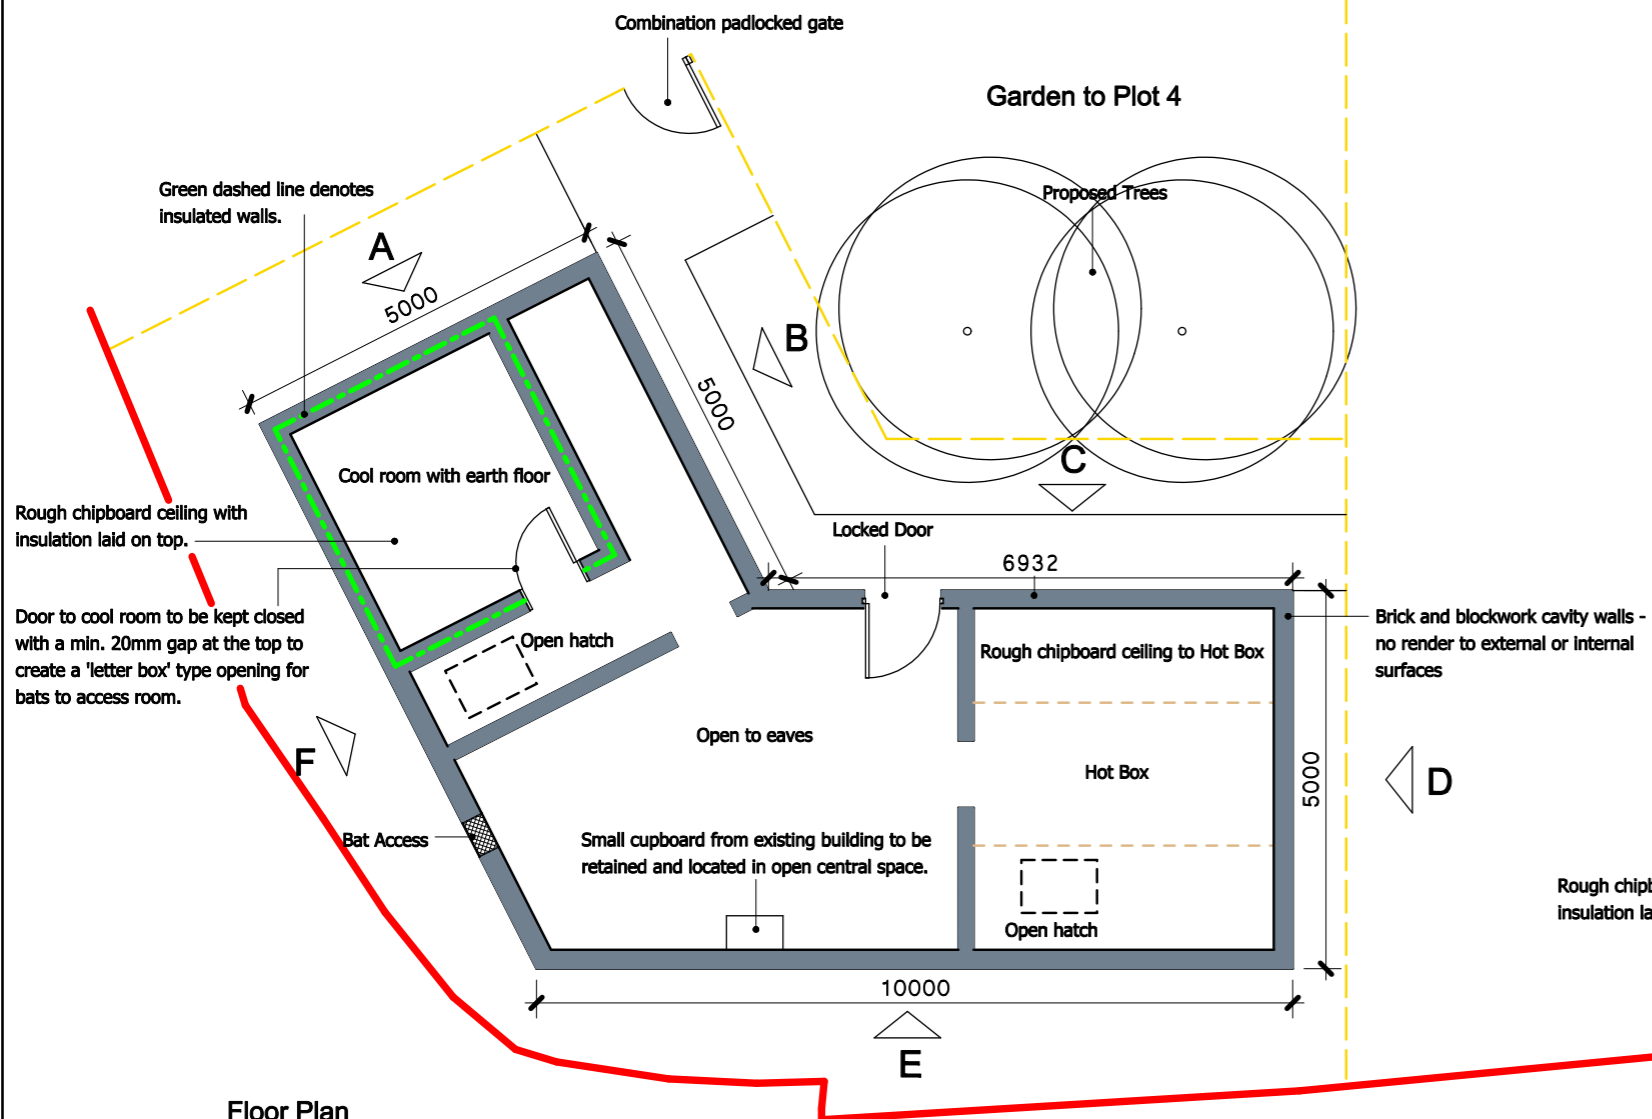 Combination padlocked gate
Garden to Plot 4
Green dashed line denotes
insulated walls.
Proposed Trees
A
5000
B
5000
C
Cool room with earth floor
Rough chipboard ceiling with
insulation laid on top.
Locked Door
6932
Door to cool room to be kept closed
with a min. 20mm gap at the top to
create a 'letter box' type opening for
bats to access room.
Open hatch
Rough chipboard ceiling to Hot Box
Brick and blockwork cavity walls -
no render to external or internal
surfaces
Open to eaves
F
Hot Box
5000
D
Bat Access
Small cupboard from existing building to be
retained and located in open central space.
Open hatch
Rough chipb
insulation la
10000
E
Floor Plan